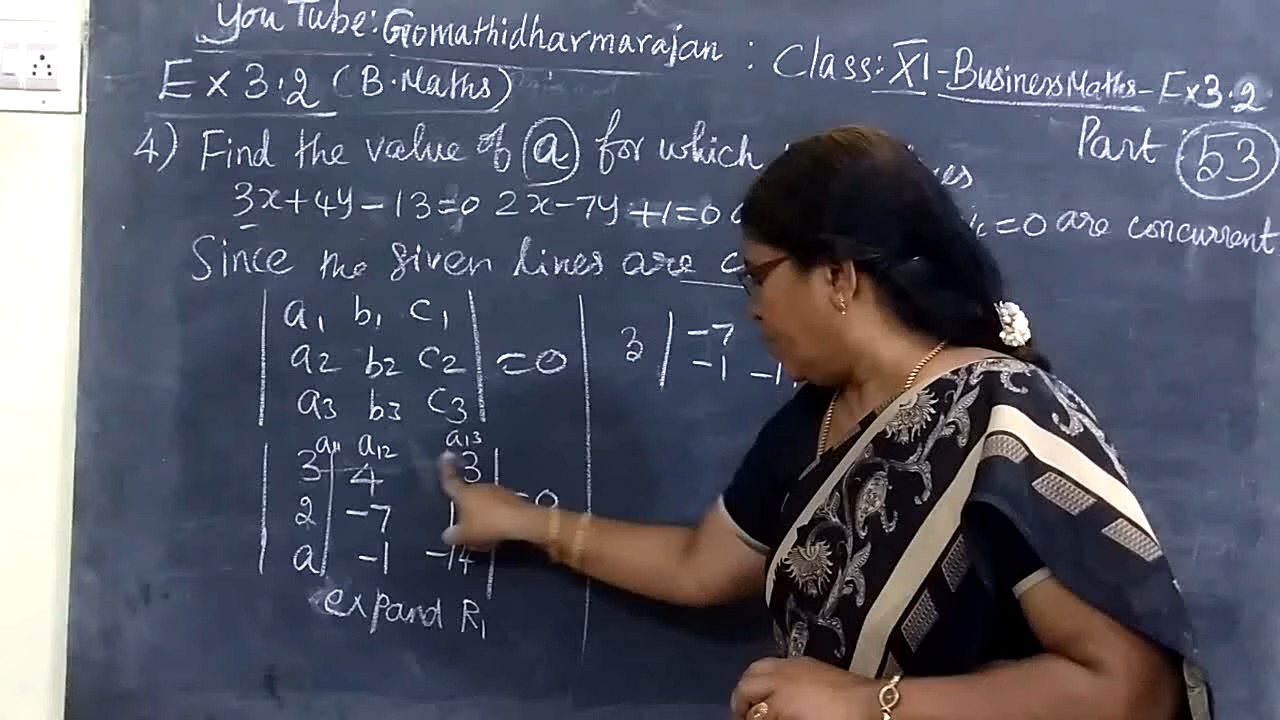 YouTube: Gomathidharmarajan : Class: XI - Business Maths - Ex 3.2
Ex 3.2 (B. Maths)
Part 53
4) Find the value of a for which
3x+4y-13=0 2x-7y+1=0 =0 are concurrent
Since the given lines are
a1 b1 c1
a2 b2 c2 =0
a3 b3 c3
a11 a12 a13
3 4 3
2 -7 1 =0
a -1 -14
expand R1
3 | -7
-1